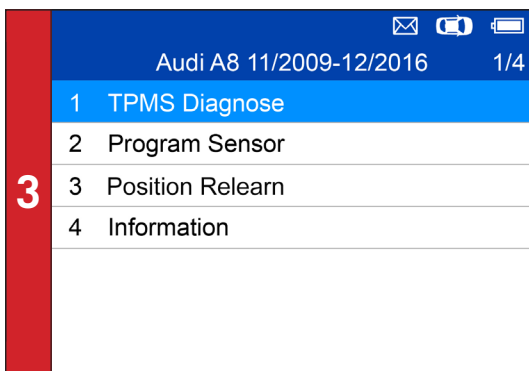 Audi A8 11/2009-12/2016 1/4
1 TPMS Diagnose
2 Program Sensor
3
3 Position Relearn
4 Information